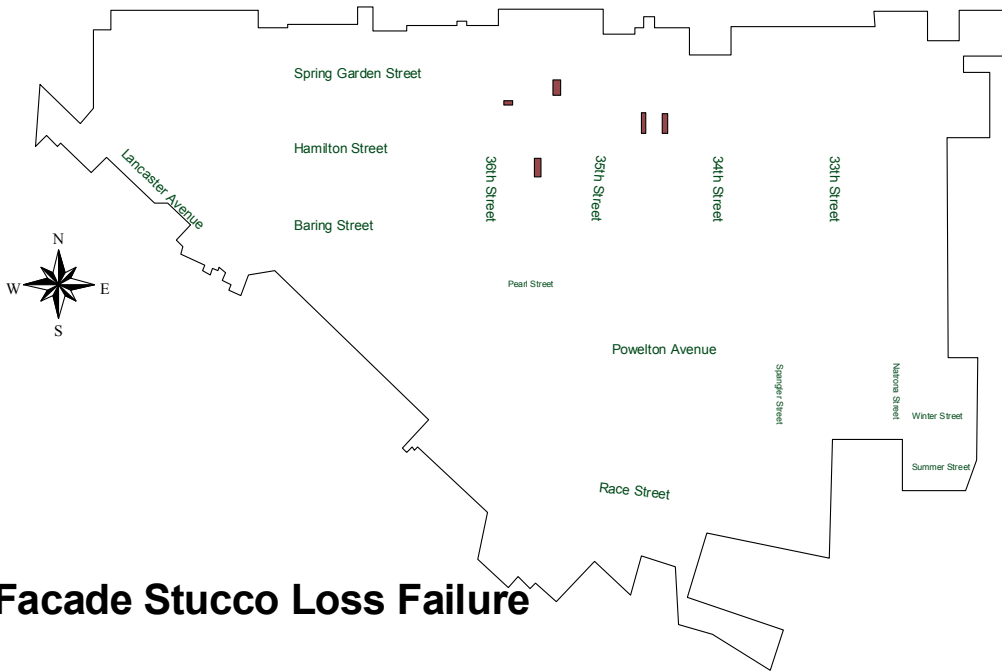 Spring Garden Street
Hamilton Street
Lancaster Avenue
36th Street
35th Street
34th Street
33th Street
Baring Street
N
W
E
S
Pearl Street
Powelton Avenue
Spangler Street
Natrona Street
Winter Street
Summer Street
Race Street
Facade Stucco Loss Failure